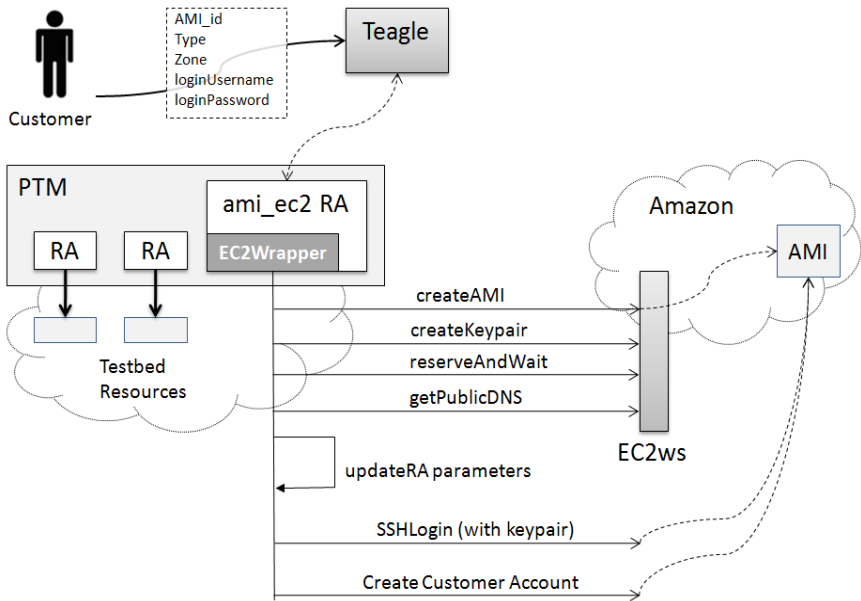 AMI_id
Type
Zone
loginUsername
loginPassword
Teagle
Customer
PTM
ami_ec2 RA
EC2Wrapper
RA
RA
Testbed
Resources
Amazon
AMI
createAMI
createKeypair
reserveAndWait
getPublicDNS
EC2ws
updateRA parameters
SSHLogin (with keypair)
Create Customer Account